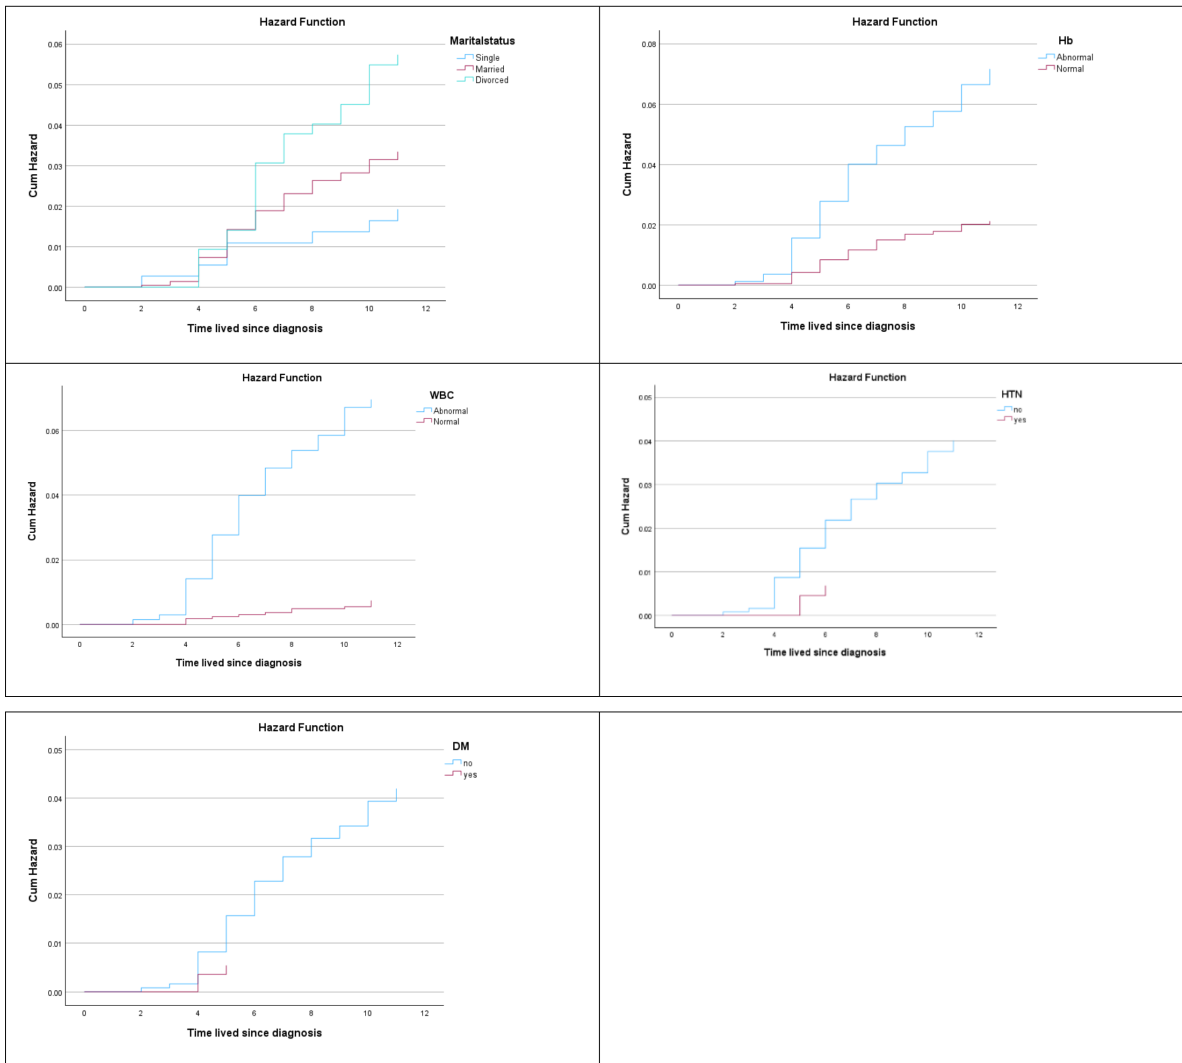 Hazard Function
Maritalstatus
Single
Married
Divorced
0.06
0.05
0.04
0.03
0.02
0.01
0.00
Cum Hazard
0 2 4 6 8 10 12
Time lived since diagnosis
Hazard Function
Hb
Abnormal
Normal
0.08
0.06
0.04
0.02
0.00
Cum Hazard
0 2 4 6 8 10 12
Time lived since diagnosis
Hazard Function
WBC
Abnormal
Normal
0.06
0.04
0.02
0.00
Cum Hazard
0 2 4 6 8 10 12
Time lived since diagnosis
Hazard Function
HTN
no
yes
0.05
0.04
0.03
0.02
0.01
0.00
Cum Hazard
0 2 4 6 8 10 12
Time lived since diagnosis
Hazard Function
DM
no
yes
0.05
0.04
0.03
0.02
0.01
0.00
Cum Hazard
0 2 4 6 8 10 12
Time lived since diagnosis